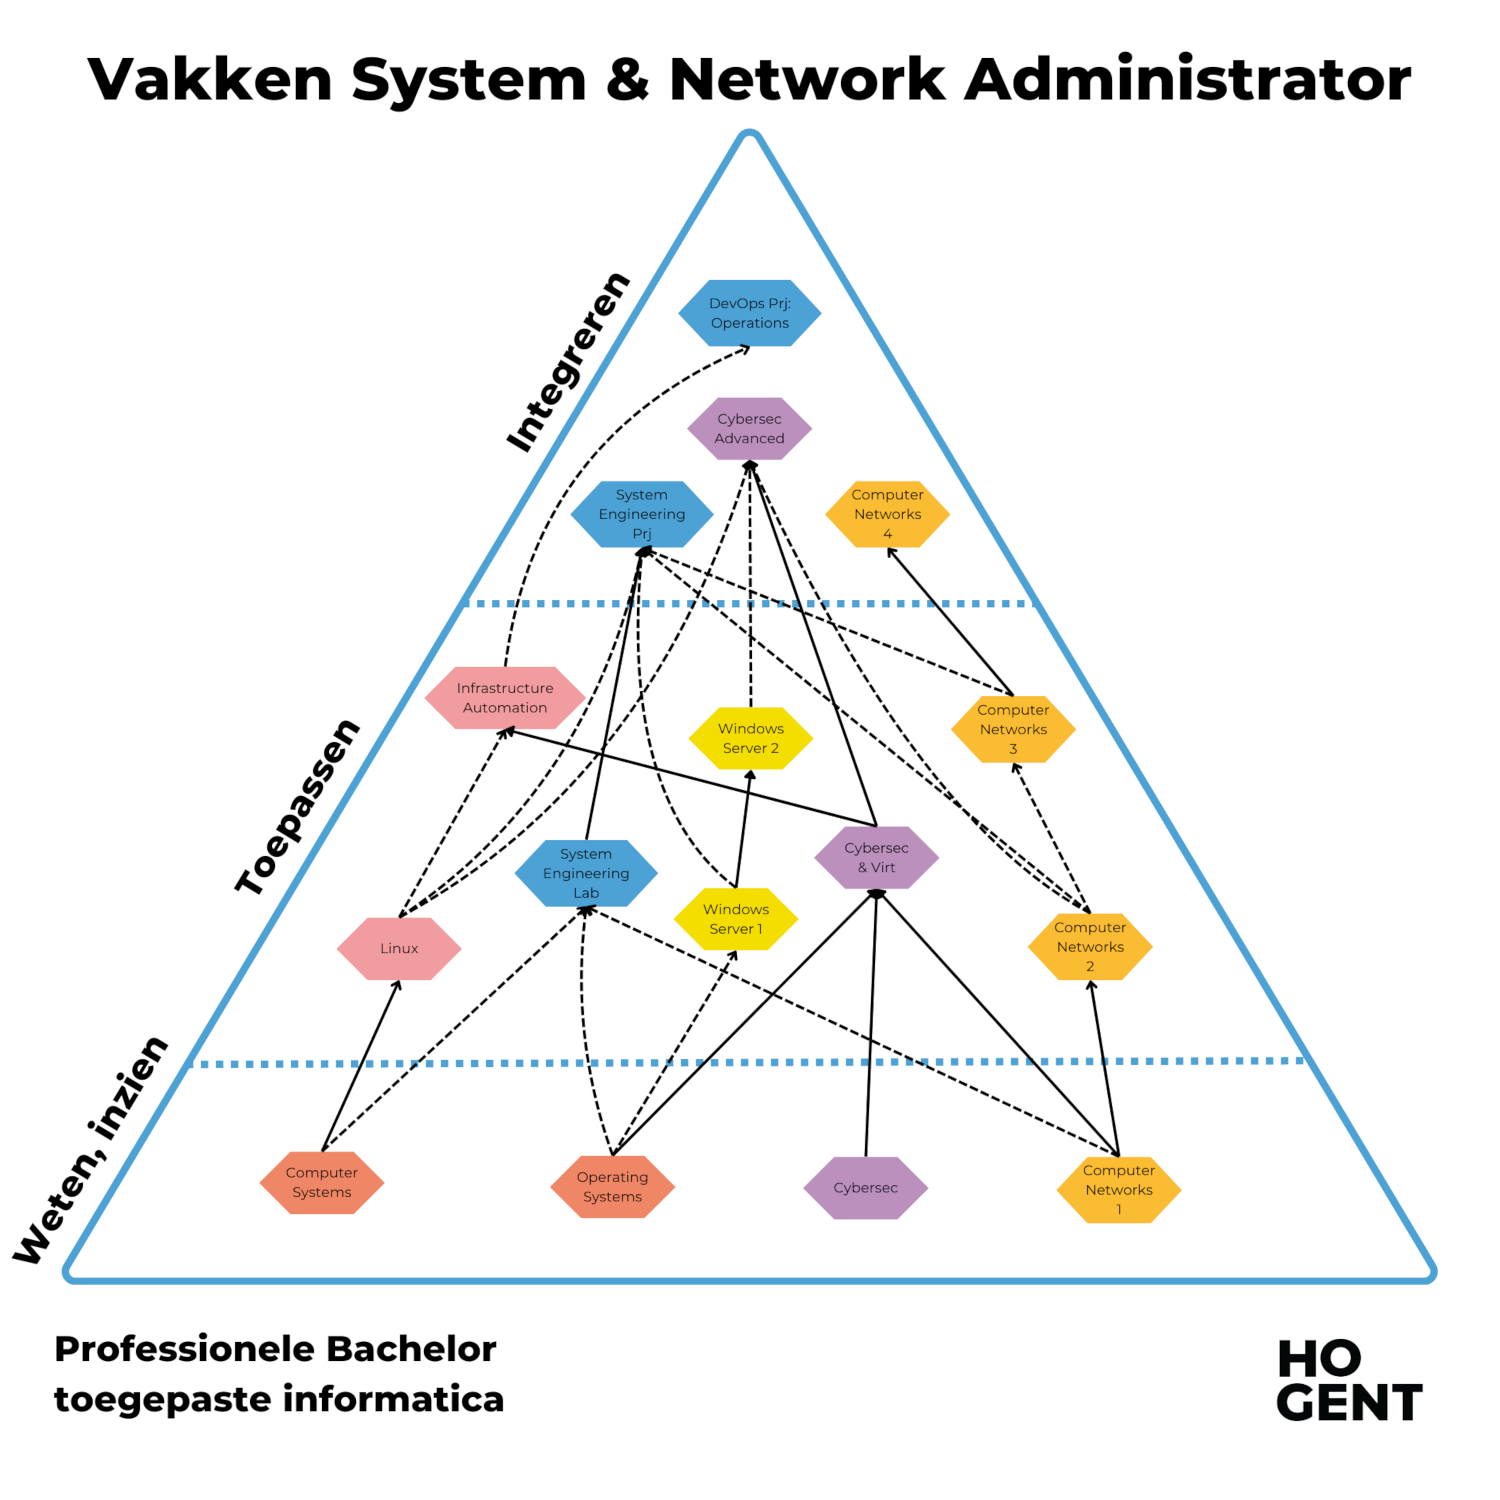 Vakken System & Network Administrator
Integreren
DevOps Prj:
Operations
Cybersec
Advanced
System
Engineering
Prj
Computer
Networks
4
Toepassen
Infrastructure
Automation
Windows
Server 2
Computer
Networks
3
System
Engineering
Lab
Cybersec
& Virt
Linux
Windows
Server 1
Computer
Networks
2
Weten, inzien
Computer
Systems
Operating
Systems
Cybersec
Computer
Networks
1
Professionele Bachelor
toegepaste informatica
HO
GENT